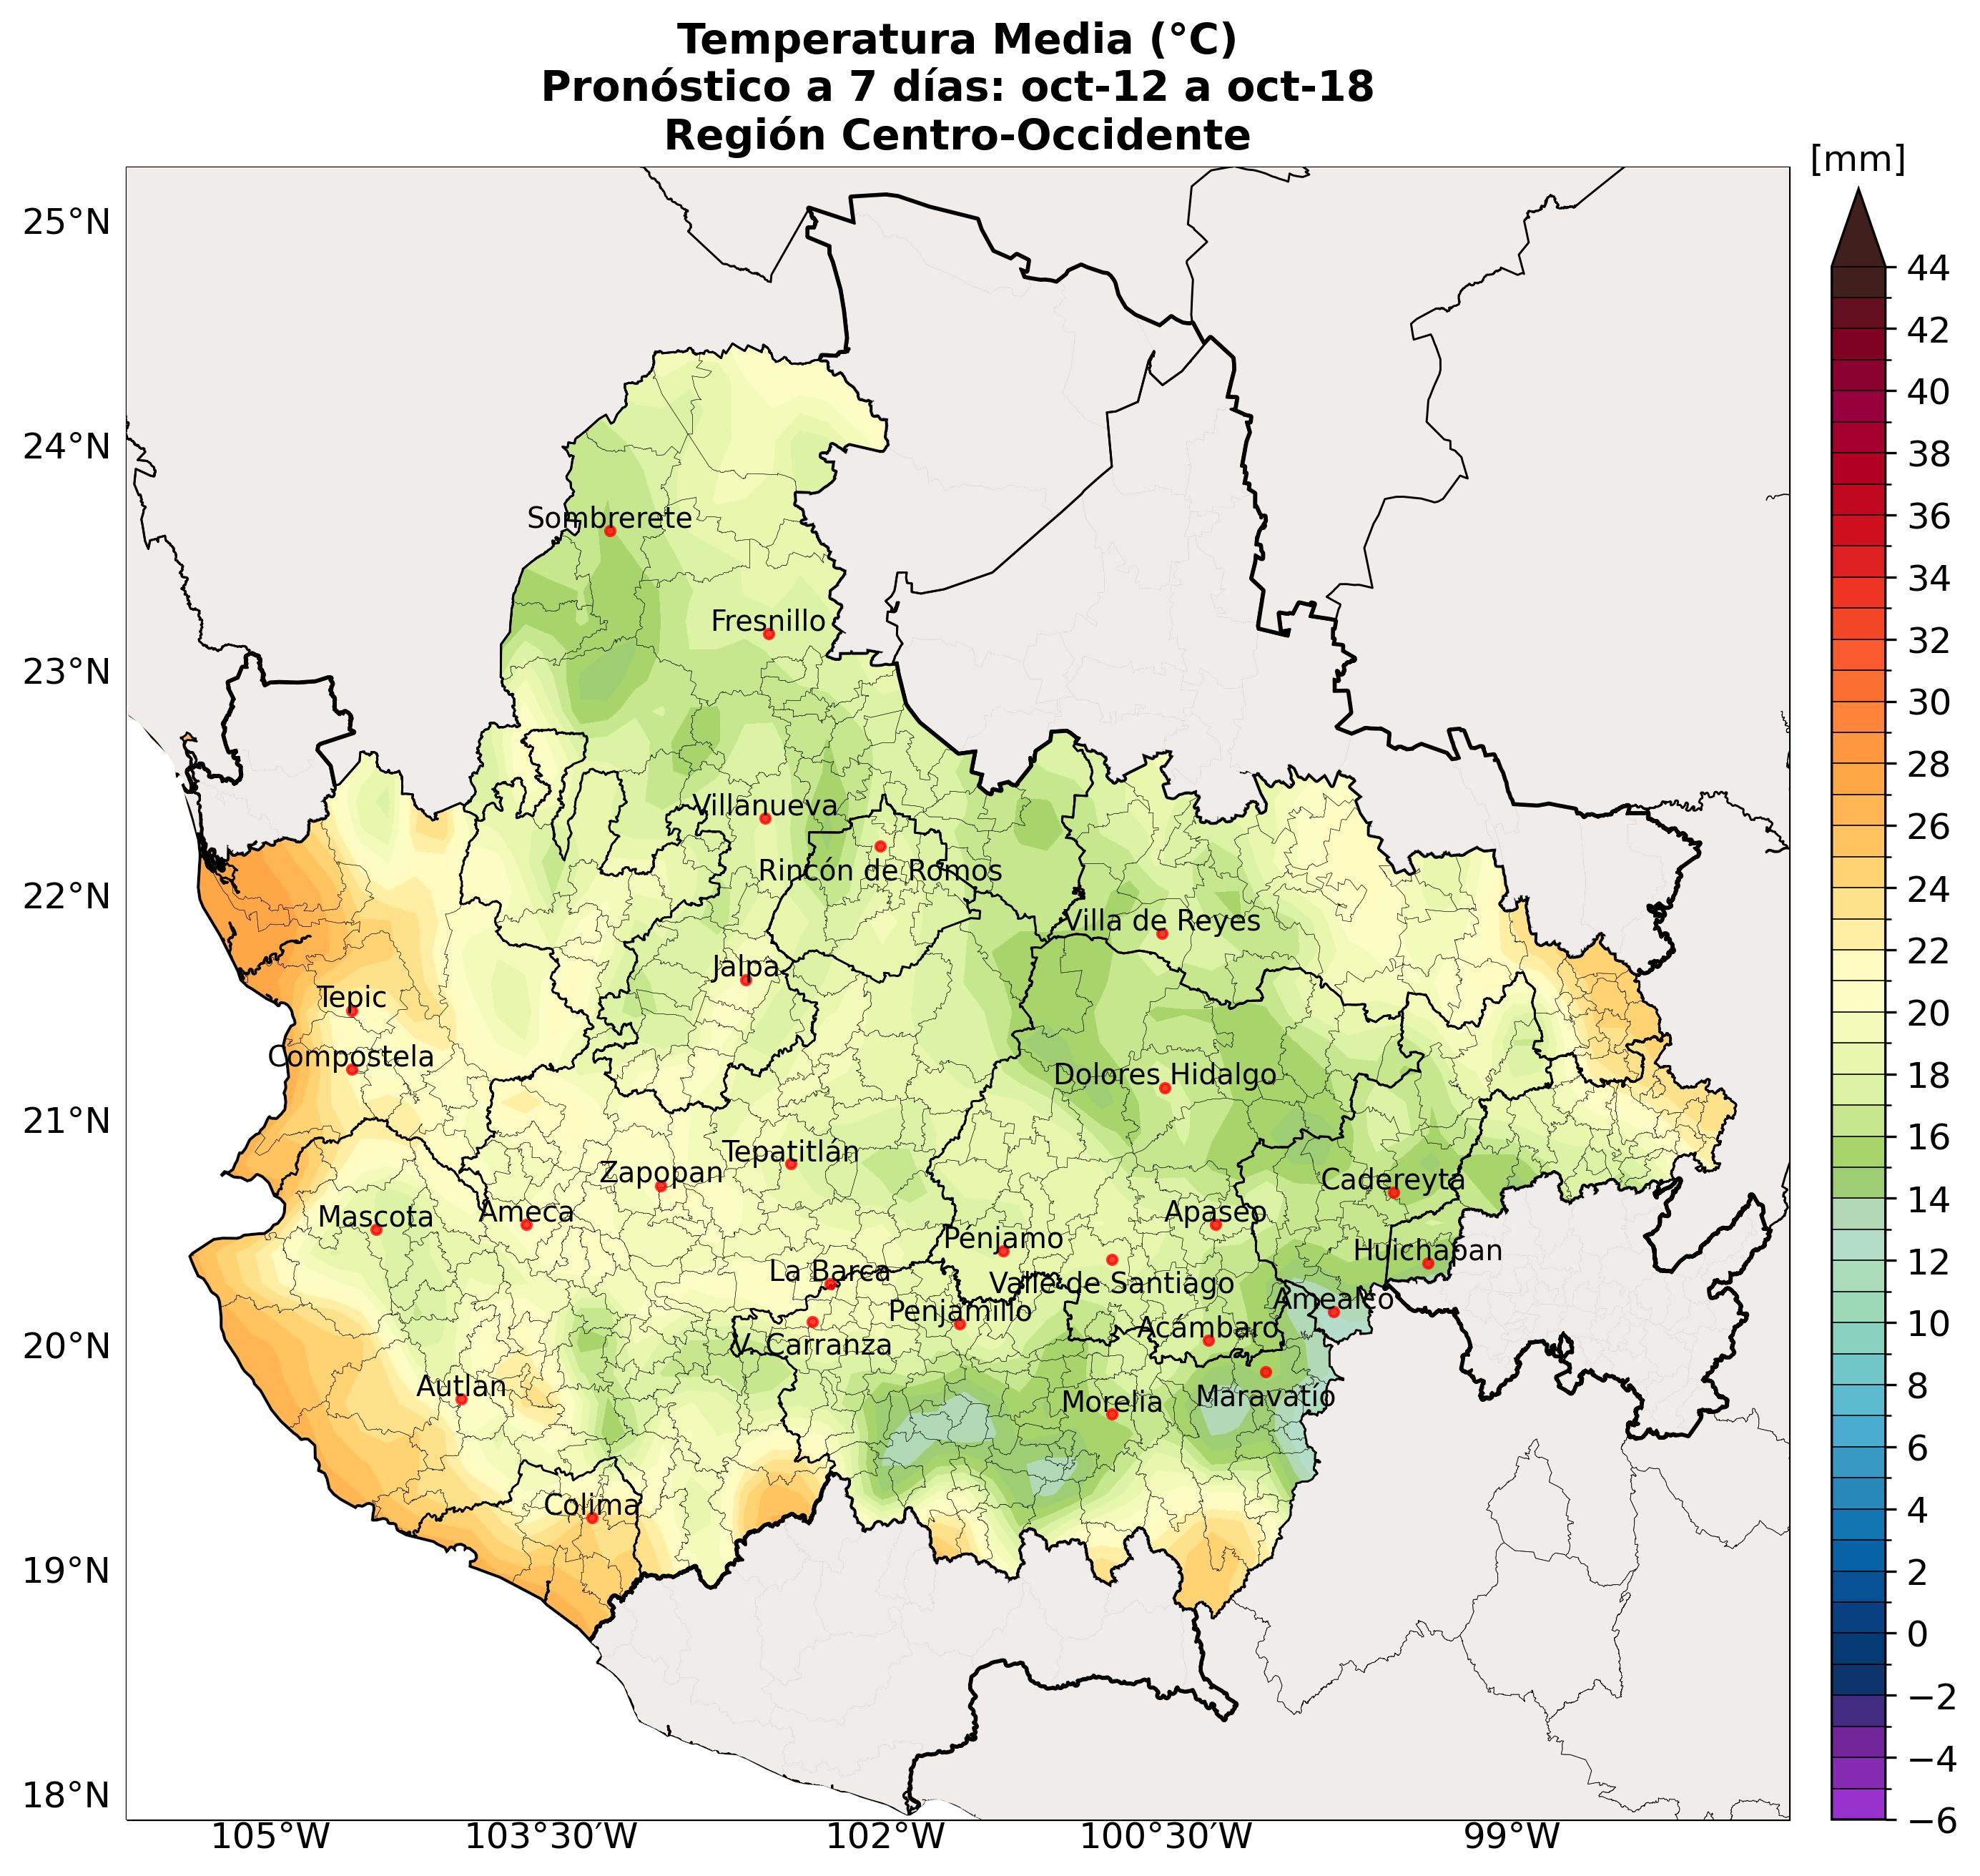 Temperatura Media (°C)
Pronóstico a 7 días: oct-12 a oct-18
Región Centro-Occidente
[mm]
25°N
24°N
23°N
22°N
21°N
20°N
19°N
18°N
Sombrerete
Fresnillo
Villanueva
Rincón de Romos
Villa de Reyes
Jalpa
Tepic
Compostela
Dolores Hidalgo
Tepatitlán
Zapopan
Cadereyta
Mascota
Ameca
Apaseo
Pénjamo
Huichapan
La Barca
Valle de Santiago
Amealco
Penjamillo
Acámbaro
V. Carranza
Autlan
Maravatío
Morelia
Colima
44
42
40
38
36
34
32
30
28
26
24
22
20
18
16
14
12
10
8
6
4
2
0
−2
−4
−6
105°W
103°30′W
102°W
100°30′W
99°W